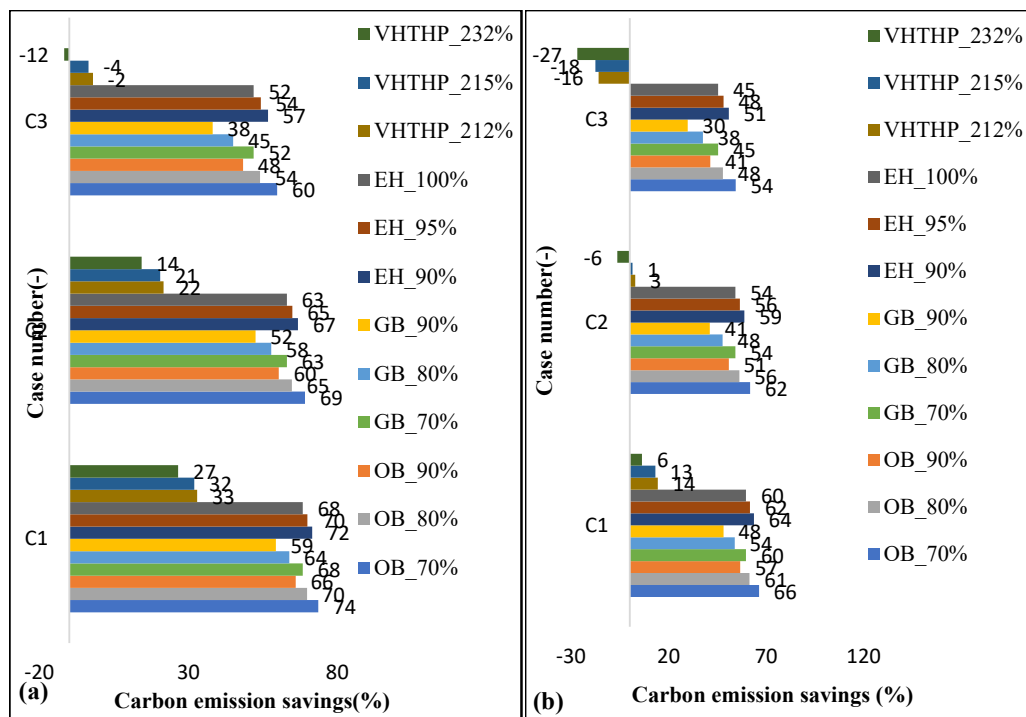 -12
-4
-2
52
54
57
38
45
52
48
54
60
C3
14
21
22
63
65
67
52
58
63
60
65
69
C2
27
32
33
68
70
72
59
64
68
66
70
74
C1
Case number(-)
VHTHP_232%
VHTHP_215%
VHTHP_212%
EH_100%
EH_95%
EH_90%
GB_90%
GB_80%
GB_70%
OB_90%
OB_80%
OB_70%
-20 30 80
(a) Carbon emission savings(%)
-27
-18
-16
45
48
51
30
38
45
41
48
54
C3
-6
1
3
54
56
59
41
48
54
51
56
62
C2
6
13
14
60
62
64
48
54
60
57
61
66
C1
Case number(-)
VHTHP_232%
VHTHP_215%
VHTHP_212%
EH_100%
EH_95%
EH_90%
GB_90%
GB_80%
GB_70%
OB_90%
OB_80%
OB_70%
-30 20 70 120
(b) Carbon emission savings (%)